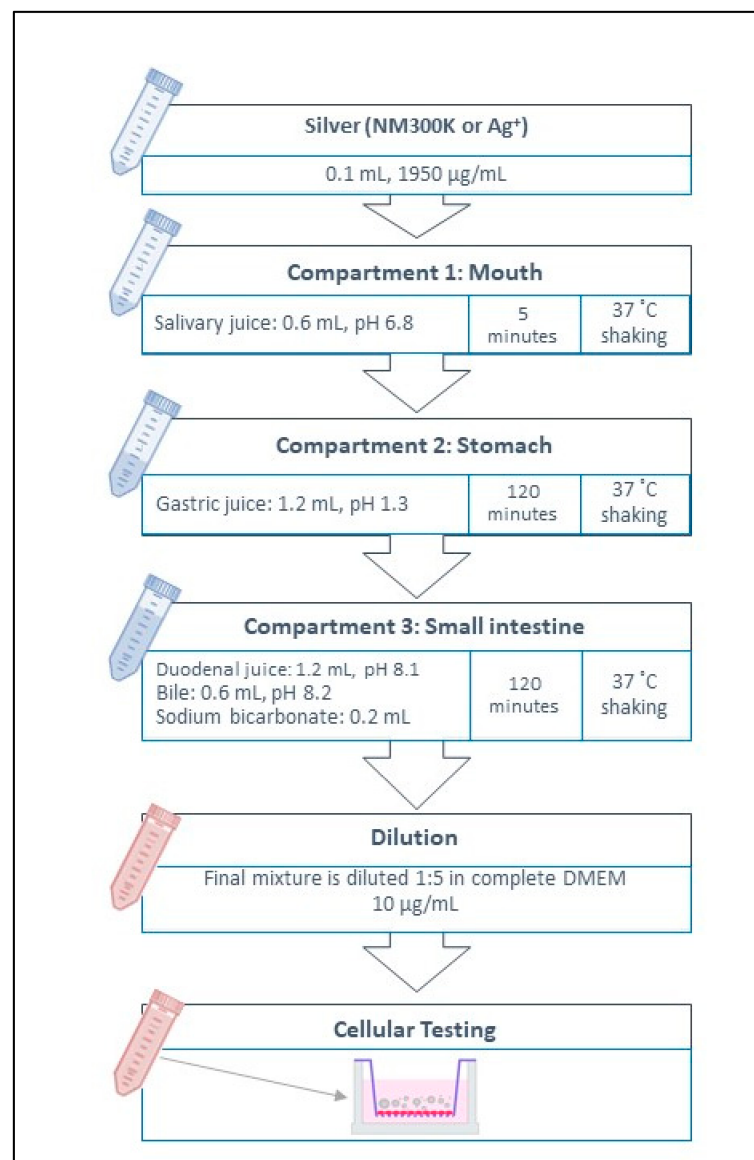 Silver (NM300K or Ag⁺)
0.1 mL, 1950 µg/mL
Compartment 1: Mouth
Salivary juice: 0.6 mL, pH 6.8
5
minutes
37 ˚C
shaking
Compartment 2: Stomach
Gastric juice: 1.2 mL, pH 1.3
120
minutes
37 ˚C
shaking
Compartment 3: Small intestine
Duodenal juice: 1.2 mL, pH 8.1
Bile: 0.6 mL, pH 8.2
Sodium bicarbonate: 0.2 mL
120
minutes
37 ˚C
shaking
Dilution
Final mixture is diluted 1:5 in complete DMEM
10 µg/mL
Cellular Testing